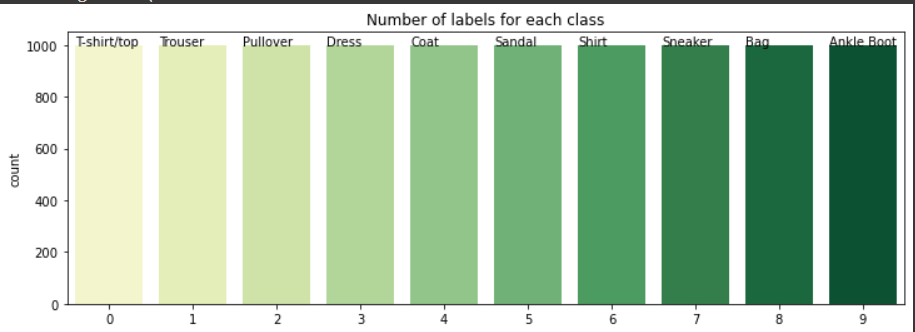 Number of labels for each class
1000
T-shirt/top Trouser Pullover Dress Coat Sandal Shirt Sneaker Bag Ankle Boot
800
600
count
400
200
0
0 1 2 3 4 5 6 7 8 9